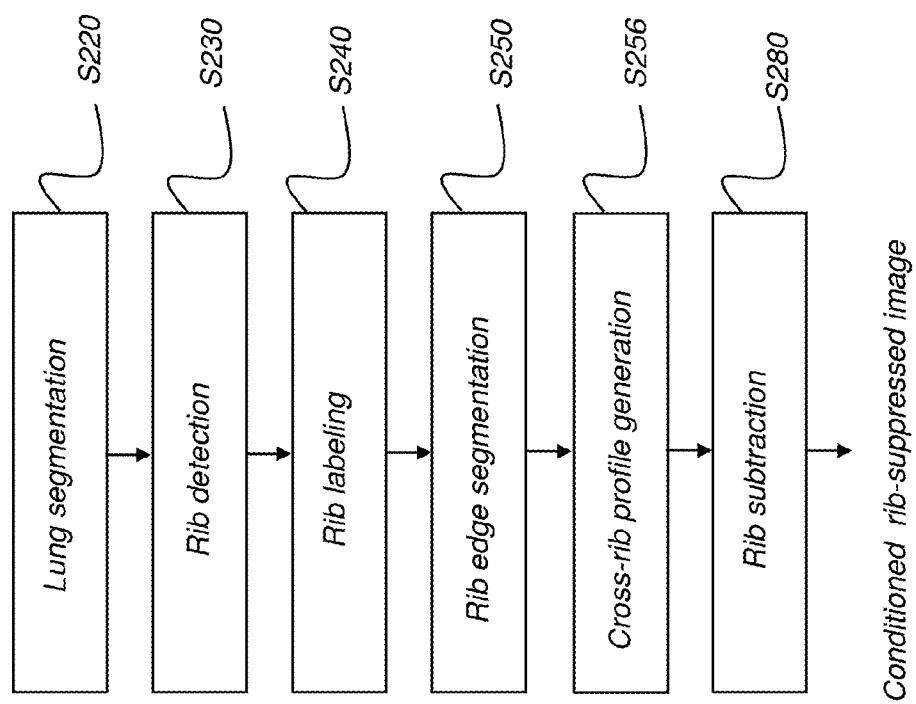 Lung segmentation
S220
Rib detection
S230
Rib labeling
S240
Rib edge segmentation
S250
Cross-rib profile generation
S256
Rib subtraction
S280
Conditioned rib-suppressed image